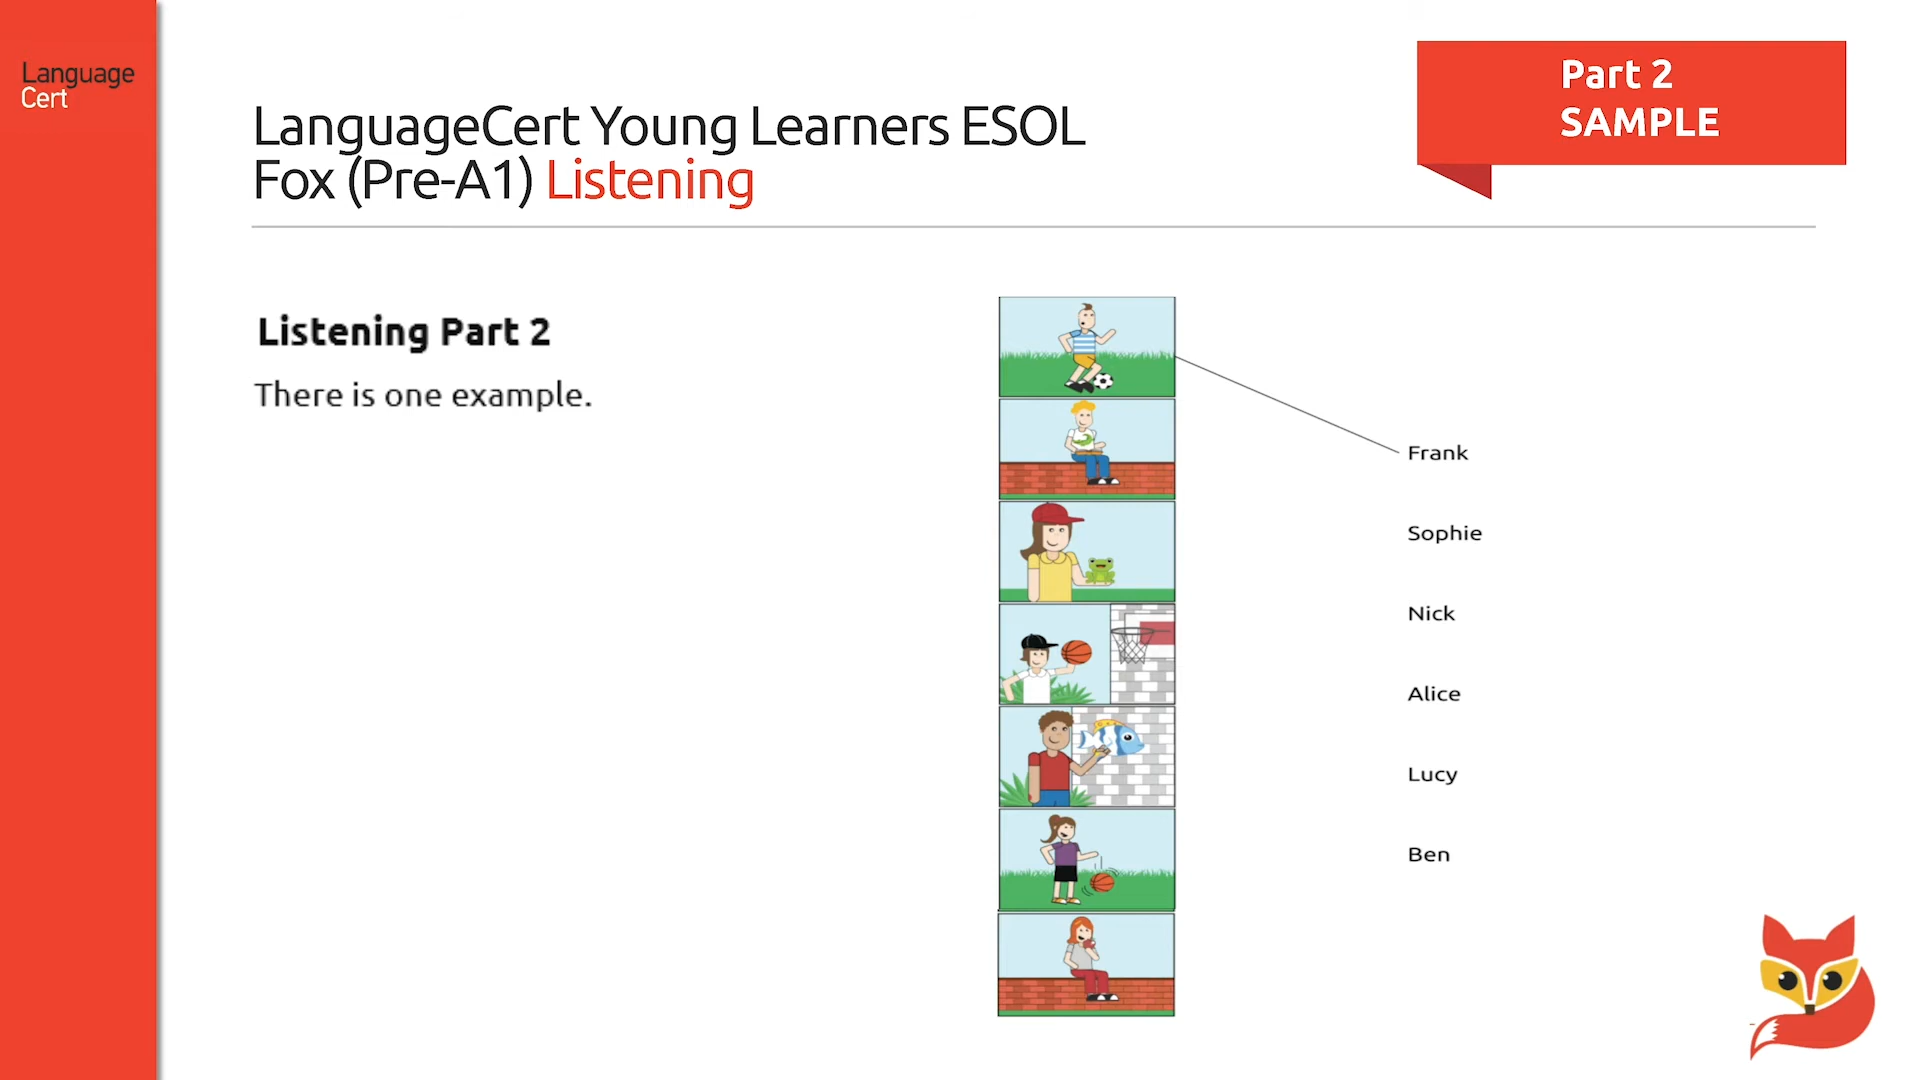 Language
Cert
LanguageCert Young Learners ESOL
Fox (Pre-A1) Listening
Part 2
SAMPLE
Listening Part 2
There is one example.
Frank
Sophie
Nick
Alice
Lucy
Ben